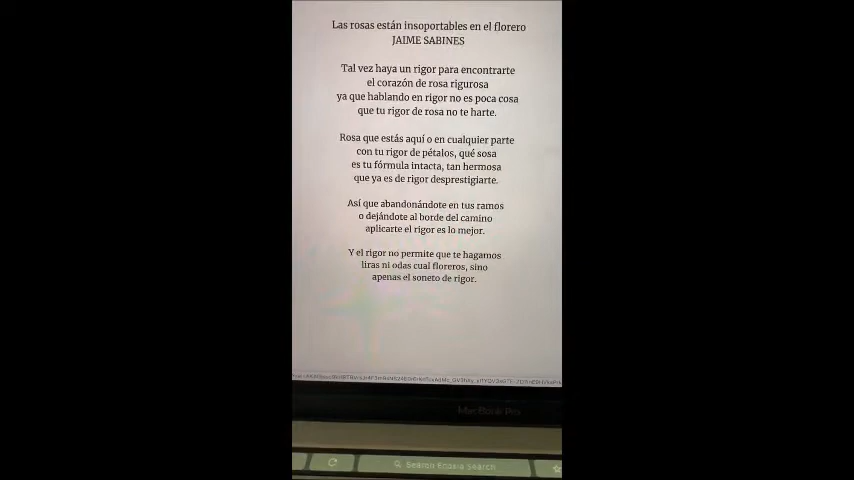 Las rosas están insoportables en el florero
JAIME SABINES
Tal vez haya un rigor para encontrarte
el corazón de rosa rigurosa
ya que hablando en rigor no es poca cosa
que tu rigor de rosa no te harte.
Rosa que estás aquí o en cualquier parte
con tu rigor de pétalos, qué sosa
es tu fórmula intacta, tan hermosa
que ya es de rigor desprestigiarte.
Así que abandonándote en tus ramos
o dejándote al borde del camino
aplicarte el rigor es lo mejor.
Y el rigor no permite que te hagamos
liras ni odas cual floreros, sino
apenas el soneto de rigor.
MacBook Pro
Search Ecosia Search